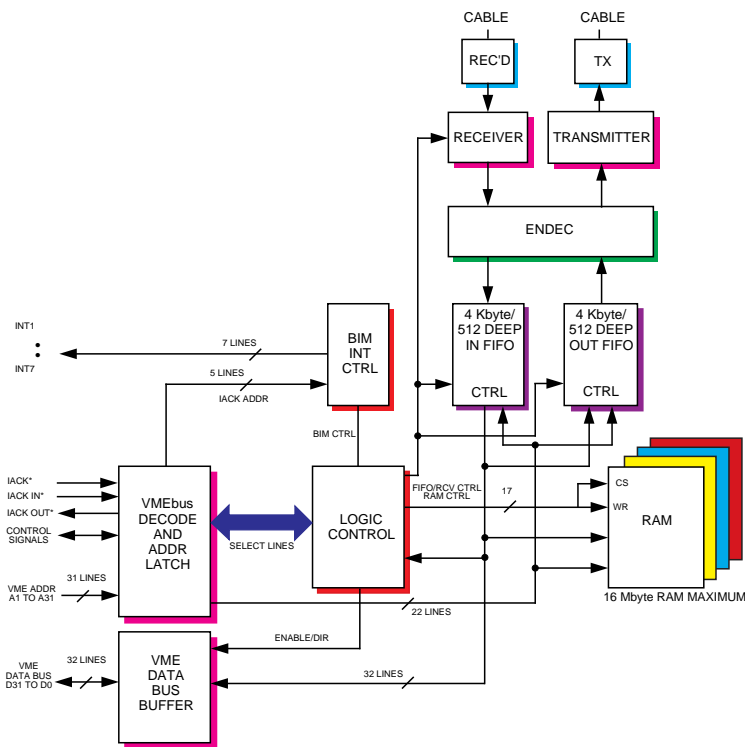 CABLE
CABLE
REC'D
TX
RECEIVER
TRANSMITTER
ENDEC
4 Kbyte/
512 DEEP
IN FIFO
CTRL
4 Kbyte/
512 DEEP
OUT FIFO
CTRL
INT1
:
INT7
7 LINES
BIM
INT
CTRL
5 LINES
IACK ADDR
BIM CTRL
IACK*
IACK IN*
IACK OUT*
CONTROL
SIGNALS
VME ADDR
A1 TO A31
31 LINES
VMEbus
DECODE
AND
ADDR
LATCH
SELECT LINES
LOGIC
CONTROL
FIFO/RCV CTRL
RAM CTRL
17
CS
WR
RAM
16 Mbyte RAM MAXIMUM
22 LINES
ENABLE/DIR
32 LINES
VME
DATA BUS
D31 TO D0
32 LINES
VME
DATA
BUS
BUFFER